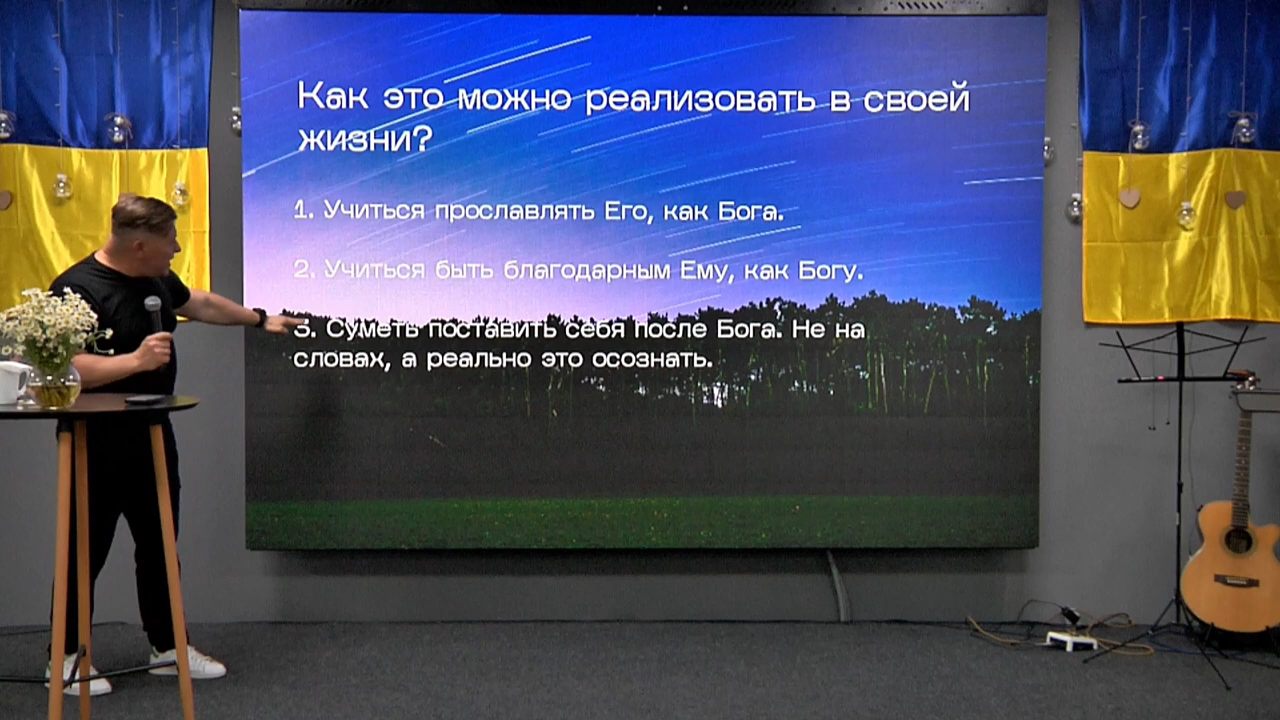 Как это можно реализовать в своей
жизни?
1. Учиться прославлять Его, как Бога.
2. Учиться быть благодарным Ему, как Богу.
3. Суметь поставить себя после Бога. Не на
словах, а реально это осознать.